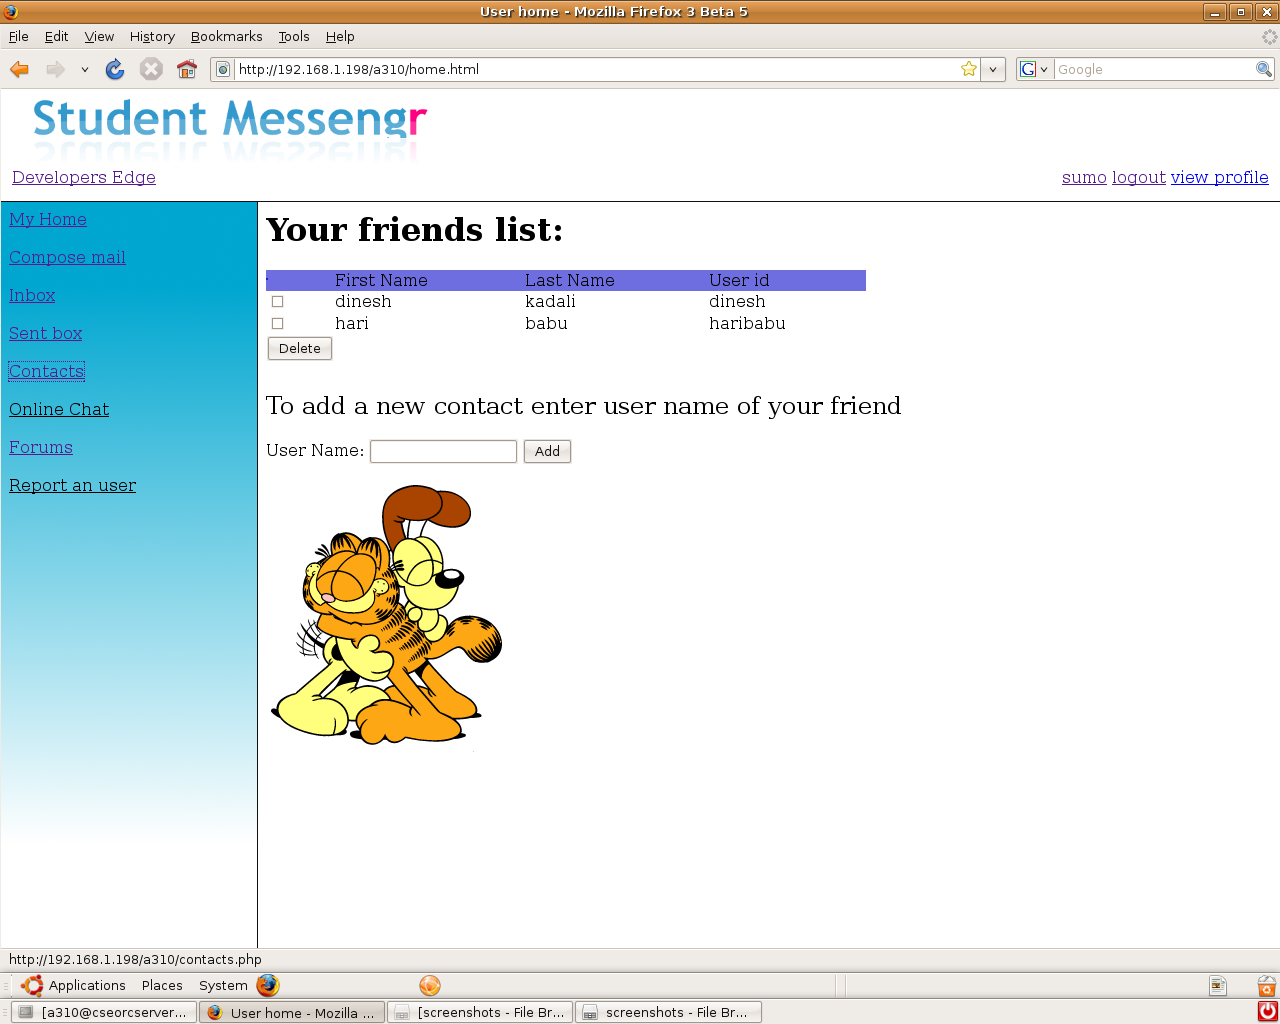 User home - Mozilla Firefox 3 Beta 5
File Edit View History Bookmarks Tools Help
http://192.168.1.198/a310/home.html G Google
Student Messengr
Developers Edge sumo logout view profile
My Home
Compose mail
Inbox
Sent box
Contacts
Online Chat
Forums
Report an user
Your friends list:
First Name Last Name User id
dinesh kadali dinesh
hari babu haribabu
Delete
To add a new contact enter user name of your friend
User Name: Add
http://192.168.1.198/a310/contacts.php
Applications Places System
[a310@cseorcserver... User home - Mozilla ... [screenshots - File Br... screenshots - File Br...